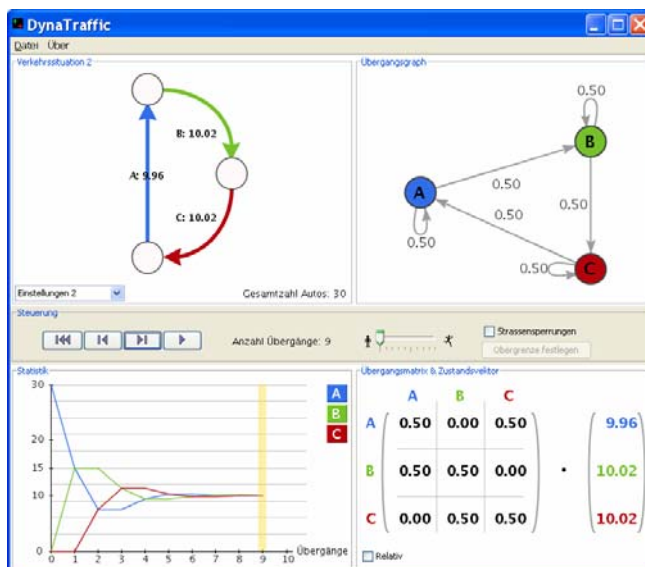 DynaTraffic
Datei Über
Verkehrssituation 2
B: 10.02
A: 9.96
C: 10.02
Einstellungen 2
Gesamtzahl Autos: 30
Übergangsgraph
0.50
B
0.50
A
0.50
0.50
0.50
0.50
C
Steuerung
Anzahl Übergänge: 9
Strassensperrungen
Obergrenze festlegen
Statistik
30
20
15
10
0
0 1 2 3 4 5 6 7 8 9 10
Übergänge
A
B
C
Übergangsmatrix & Zustandsvektor
A B C
A 0.50 0.00 0.50 9.96
B 0.50 0.50 0.00 · 10.02
C 0.00 0.50 0.50 10.02
Relativ